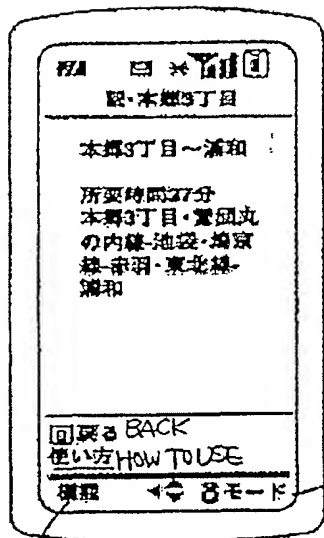 駅・本郷3丁目
本郷3丁目～浦和
所要時間27分
本郷3丁目・営団丸
の内線-池袋・埼京
線-赤羽・東北線-
浦和
戻る BACK
使い方 HOW TO USE
モード